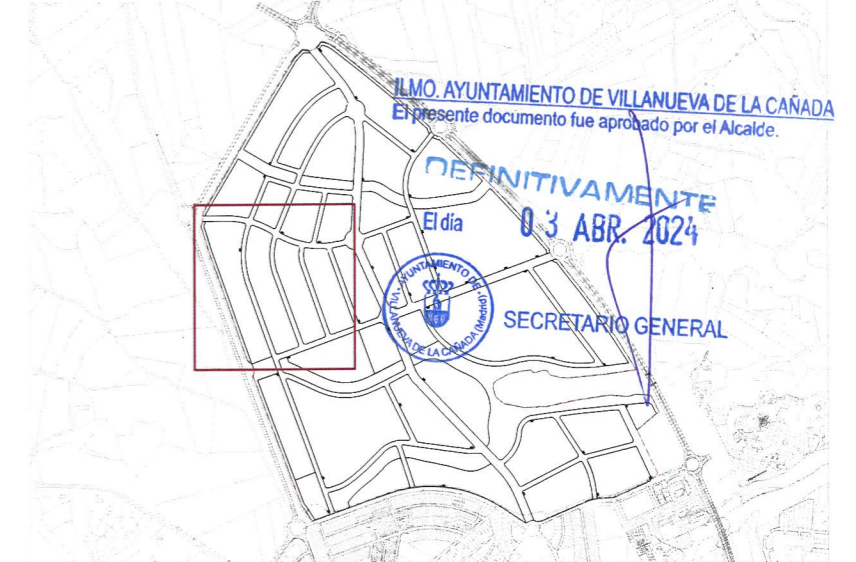 ILMO. AYUNTAMIENTO DE VILLANUEVA DE LA CAÑADA
El presente documento fue aprobado por el Alcalde.
DEFINITIVAMENTE
El día 03 ABR. 2024
AYUNTAMIENTO DE
VILLANUEVA DE LA CAÑADA (Madrid)
SECRETARIO GENERAL